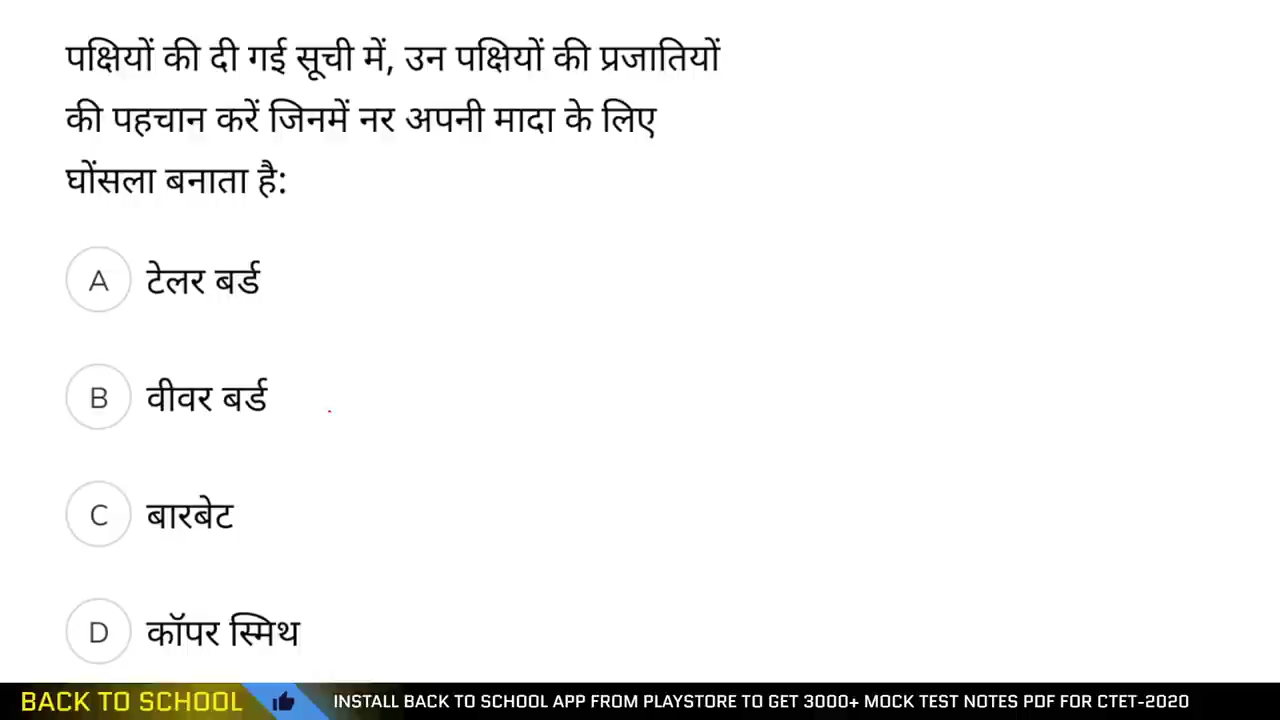 पक्षियों की दी गई सूची में, उन पक्षियों की प्रजातियों
की पहचान करें जिनमें नर अपनी मादा के लिए
घोंसला बनाता है:
A टेलर बर्ड
B वीवर बर्ड
C बारबेट
D कॉपर स्मिथ
BACK TO SCHOOL INSTALL BACK TO SCHOOL APP FROM PLAYSTORE TO GET 3000+ MOCK TEST NOTES PDF FOR CTET-2020